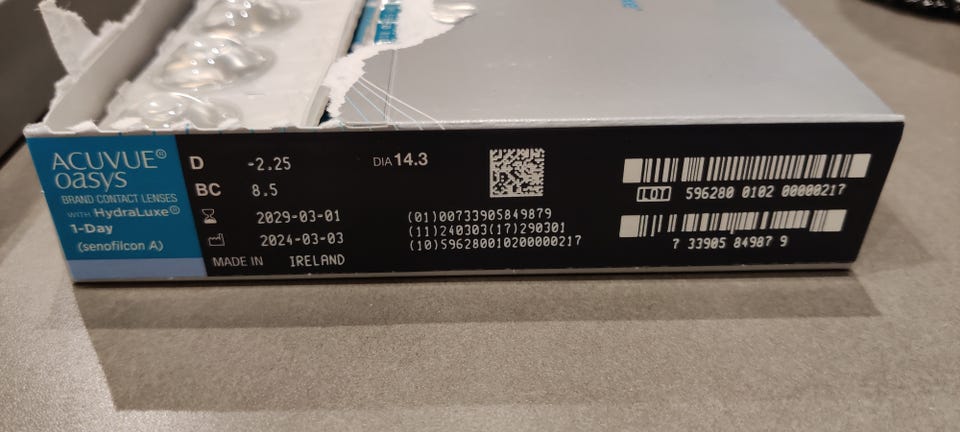 ACUVUE®
oasys
BRAND CONTACT LENSES
WITH HydraLuxe®
1-Day
(senofilcon A)
D -2.25
BC 8.5
2029-03-01
2024-03-03
MADE IN IRELAND
DIA 14.3
(01)00733905849879
(11)240303(17)290301
(10)59628001020000​0217
LOT 596280 0102 00000217
7 33905 84987 9